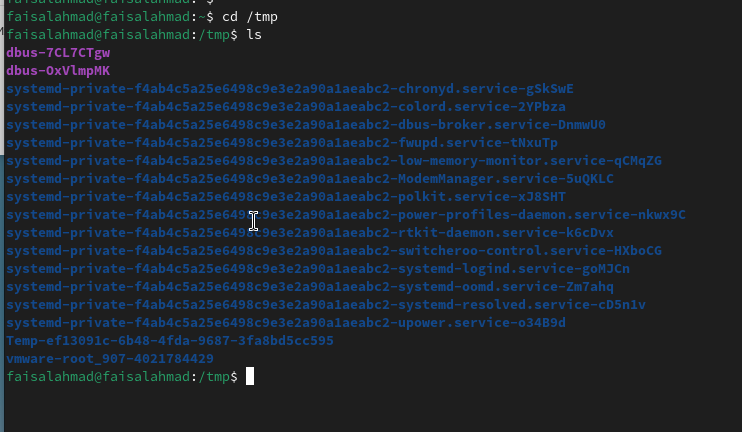 faisalahmad@faisalahmad:~$ cd /tmp
faisalahmad@faisalahmad:/tmp$ ls
dbus-7CL7CTgw
dbus-OxVlmpMK
systemd-private-f4ab4c5a25e6498c9e3e2a90a1aeabc2-chronyd.service-gSkSwE
systemd-private-f4ab4c5a25e6498c9e3e2a90a1aeabc2-colord.service-2YPbza
systemd-private-f4ab4c5a25e6498c9e3e2a90a1aeabc2-dbus-broker.service-DnmwU0
systemd-private-f4ab4c5a25e6498c9e3e2a90a1aeabc2-fwupd.service-tNxuTp
systemd-private-f4ab4c5a25e6498c9e3e2a90a1aeabc2-low-memory-monitor.service-qCMqZG
systemd-private-f4ab4c5a25e6498c9e3e2a90a1aeabc2-ModemManager.service-5uQKLC
systemd-private-f4ab4c5a25e6498c9e3e2a90a1aeabc2-polkit.service-xJ8SHT
systemd-private-f4ab4c5a25e6498c9e3e2a90a1aeabc2-power-profiles-daemon.service-nkwx9C
systemd-private-f4ab4c5a25e6498c9e3e2a90a1aeabc2-rtkit-daemon.service-k6cDvx
systemd-private-f4ab4c5a25e6498c9e3e2a90a1aeabc2-switcheroo-control.service-HXboCG
systemd-private-f4ab4c5a25e6498c9e3e2a90a1aeabc2-systemd-logind.service-goMJCn
systemd-private-f4ab4c5a25e6498c9e3e2a90a1aeabc2-systemd-oomd.service-Zm7ahq
systemd-private-f4ab4c5a25e6498c9e3e2a90a1aeabc2-systemd-resolved.service-cD5n1v
systemd-private-f4ab4c5a25e6498c9e3e2a90a1aeabc2-upower.service-o34B9d
Temp-ef13091c-6b48-4fda-9687-3fa8bd5cc595
vmware-root_907-4021784429
faisalahmad@faisalahmad:/tmp$